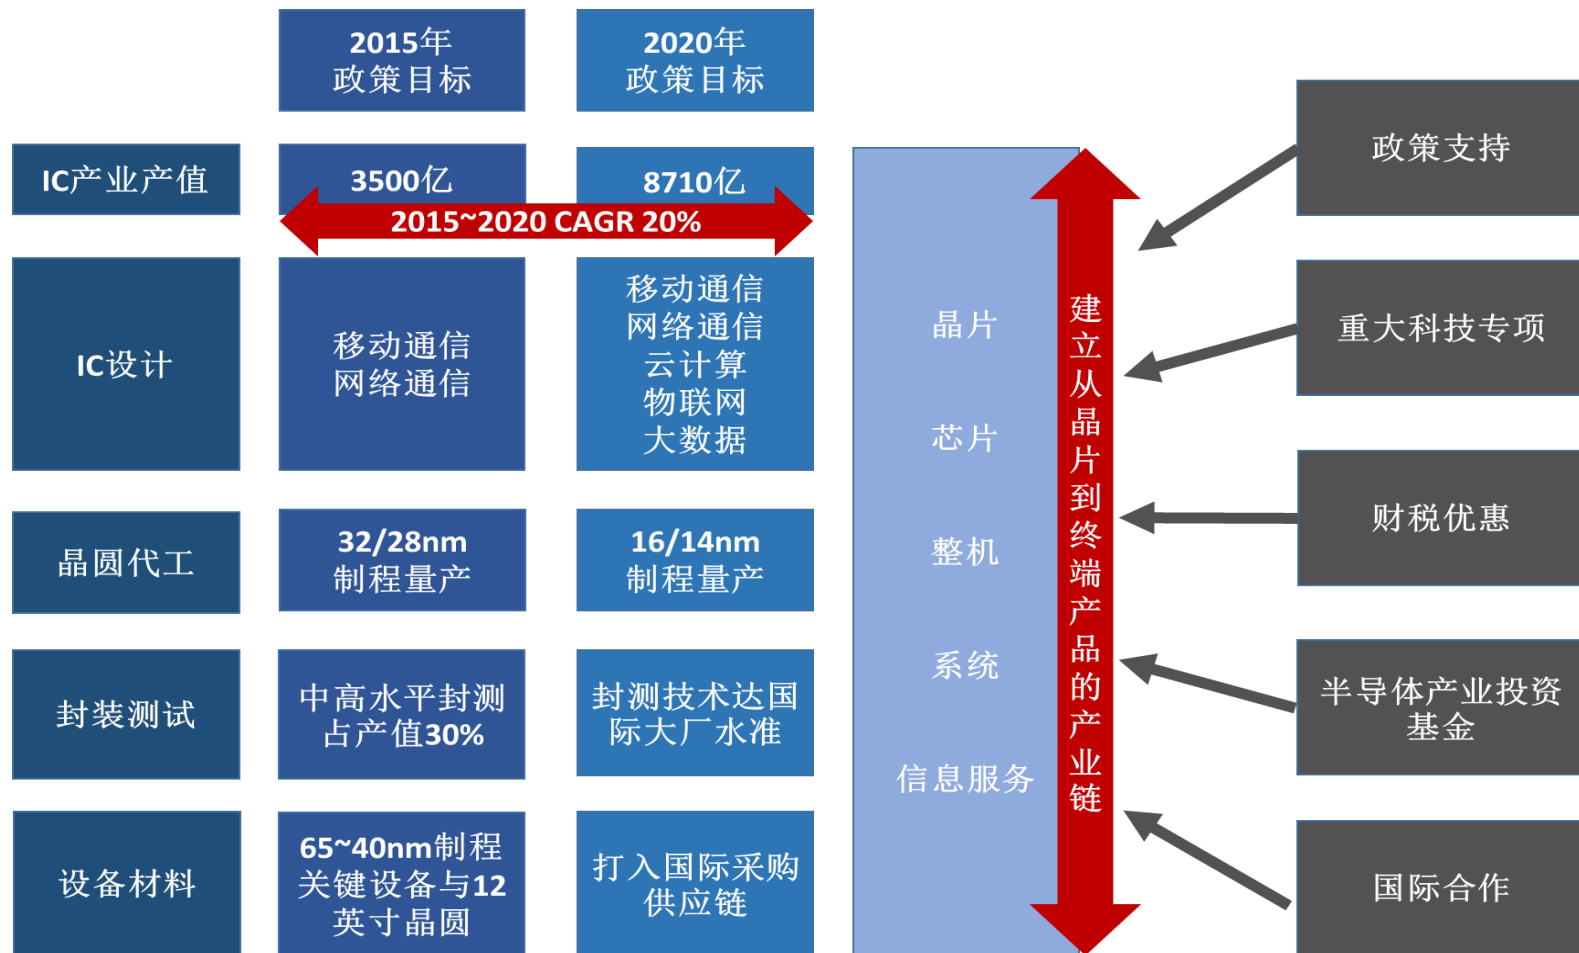 2015年
政策目标
2020年
政策目标
IC产业产值
3500亿
8710亿
2015~2020 CAGR 20%
IC设计
移动通信
网络通信
移动通信
网络通信
云计算
物联网
大数据
晶圆代工
32/28nm
制程量产
16/14nm
制程量产
封装测试
中高水平封测
占产值30%
封测技术达国
际大厂水准
设备材料
65~40nm制程
关键设备与12
英寸晶圆
打入国际采购
供应链
晶片
芯片
整机
系统
信息服务
建立从晶片到终端产品的产业链
政策支持
重大科技专项
财税优惠
半导体产业投资
基金
国际合作